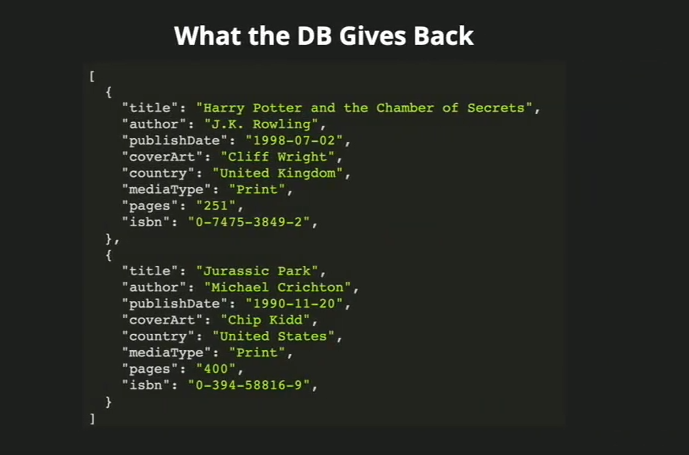 What the DB Gives Back
[
  {
    "title": "Harry Potter and the Chamber of Secrets",
    "author": "J.K. Rowling",
    "publishDate": "1998-07-02",
    "coverArt": "Cliff Wright",
    "country": "United Kingdom",
    "mediaType": "Print",
    "pages": "251",
    "isbn": "0-7475-3849-2",
  },
  {
    "title": "Jurassic Park",
    "author": "Michael Crichton",
    "publishDate": "1990-11-20",
    "coverArt": "Chip Kidd",
    "country": "United States",
    "mediaType": "Print",
    "pages": "400",
    "isbn": "0-394-58816-9",
  }
]